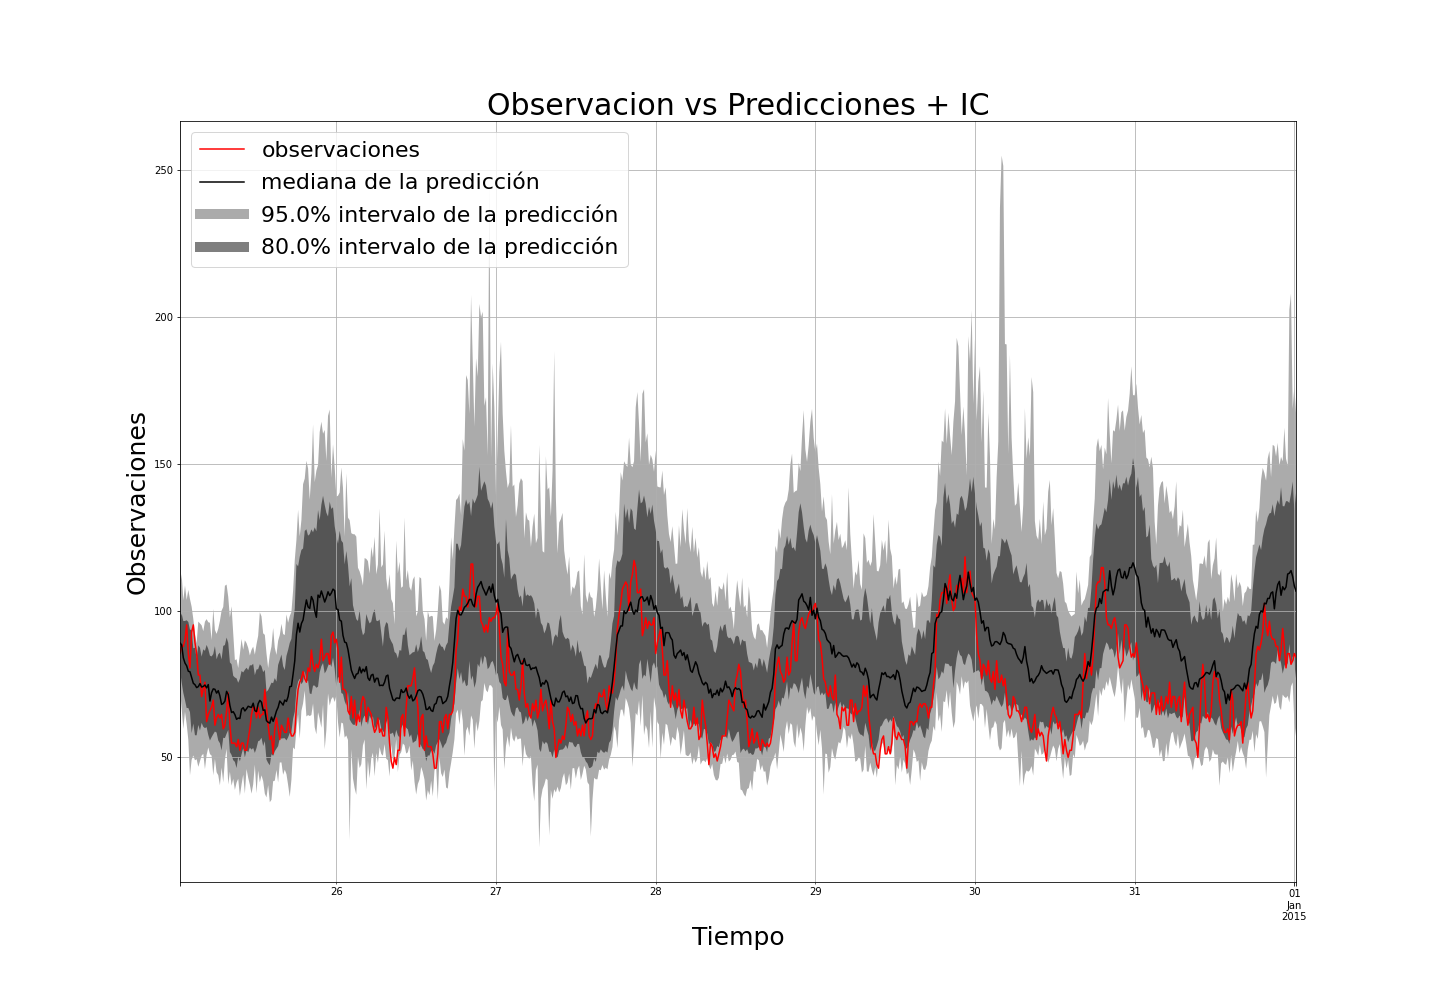 Observacion vs Predicciones + IC
observaciones
mediana de la predicción
95.0% intervalo de la predicción
80.0% intervalo de la predicción
Observaciones
250
200
150
100
50
26
27
28
29
30
31
01
Jan
2015
Tiempo